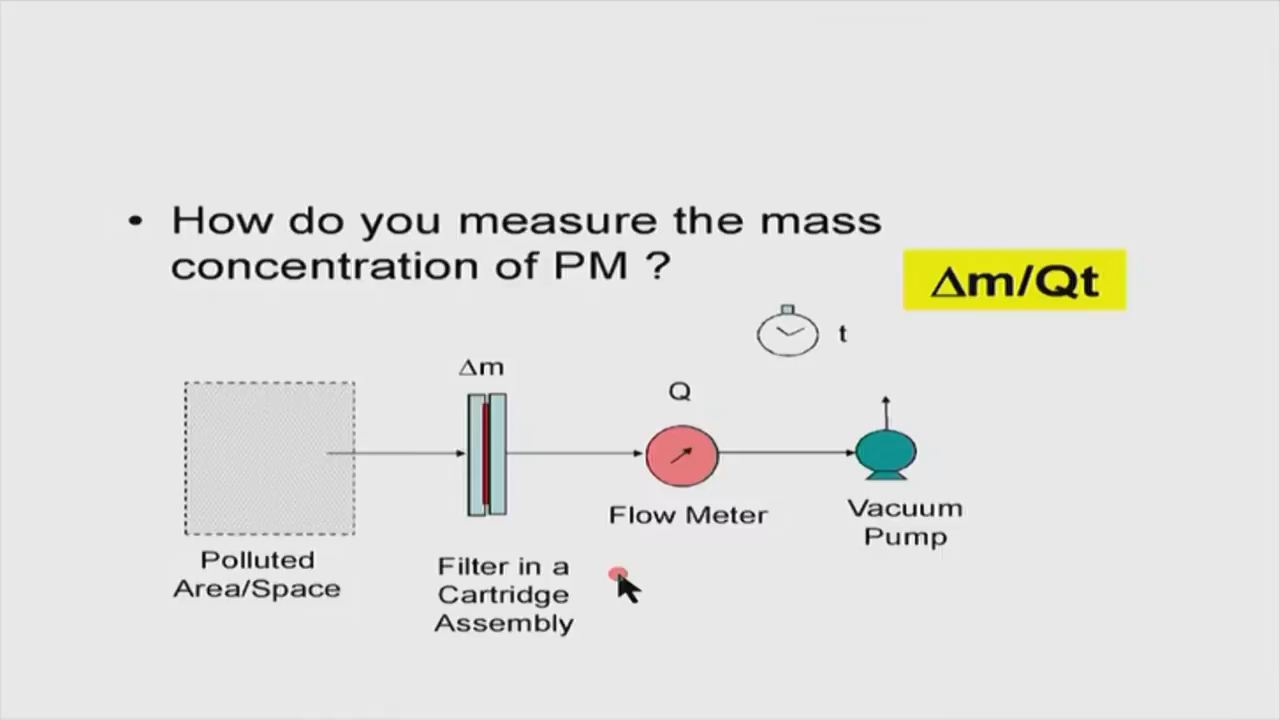 • How do you measure the mass
concentration of PM ?
Δm/Qt
t
Δm
Q
Flow Meter
Vacuum
Pump
Polluted
Area/Space
Filter in a
Cartridge
Assembly